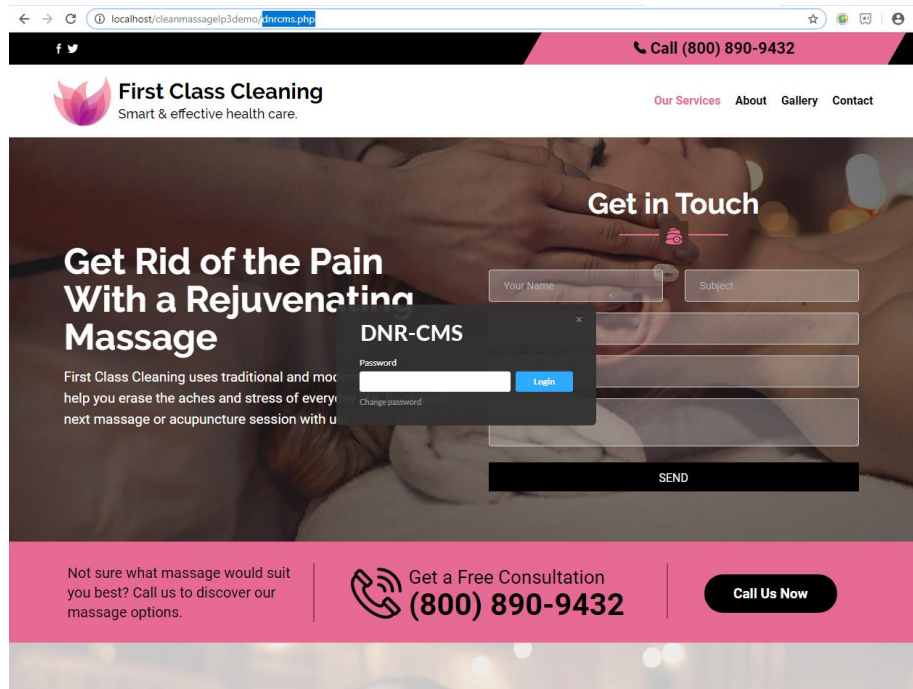 localhost/cleanmassagelp3demo/dnrcms.php
Call (800) 890-9432
First Class Cleaning
Smart & effective health care.
Our Services About Gallery Contact
Get in Touch
Get Rid of the Pain
With a Rejuvenating
Massage
Your Name Subject
DNR-CMS
×
Password
Login
Change password
First Class Cleaning uses traditional and
help you erase the aches and stress of
next massage or acupuncture session with
SEND
Not sure what massage would suit
you best? Call us to discover our
massage options.
Get a Free Consultation
(800) 890-9432
Call Us Now